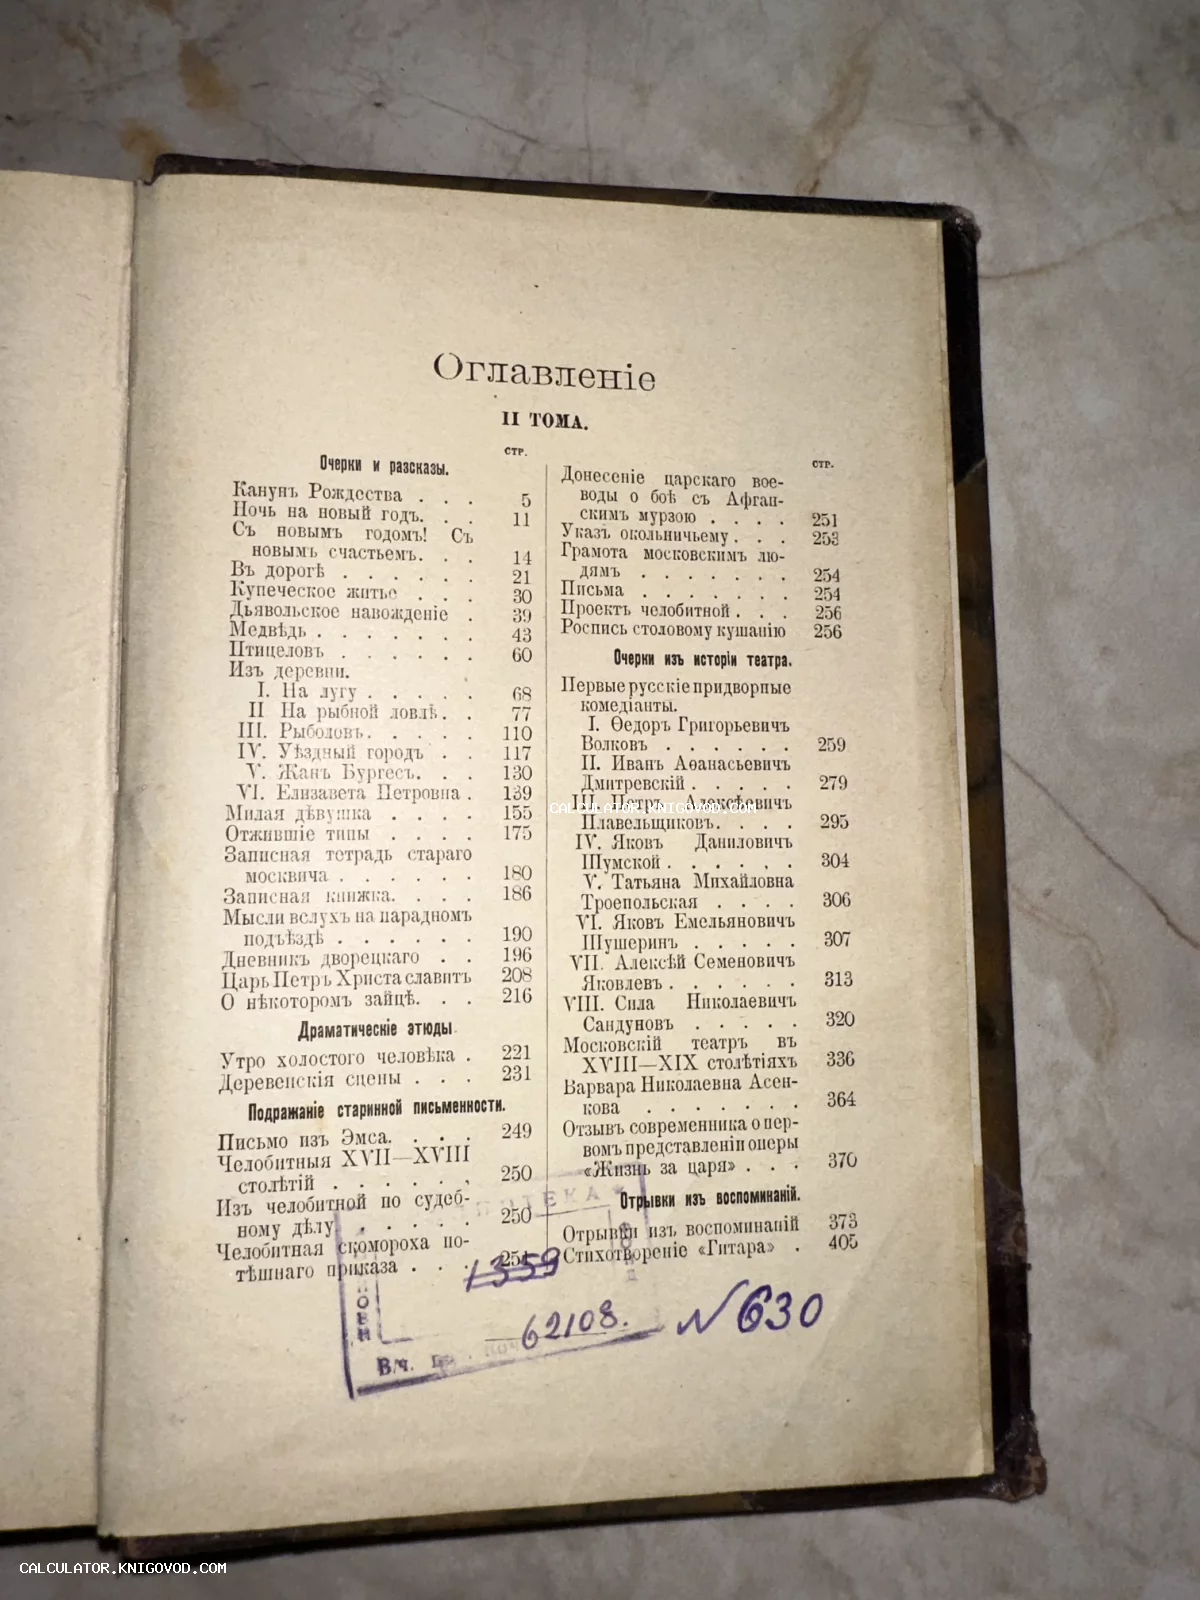 Оглавленіе
II ТОМА.
СТР.
Очерки и разсказы.
Канунъ Рождества . . . 5
Ночь на новый годъ. . . 11
Съ новымъ годомъ! Съ
новымъ счастьемъ. . . 14
Въ дорогѣ . . . . . . 21
Купеческое житье . . . 30
Дьявольское навожденіе . 39
Медвѣдь . . . . . . . 43
Птицеловъ . . . . . . 60
Изъ деревни.
I. На лугу . . . . . 68
II На рыбной ловлѣ. . 77
III. Рыболовъ. . . . . 110
IV. Уѣздный городъ . . 117
V. Жанъ Бургесъ. . . 130
VI. Елизавета Петровна . 139
Милая дѣвушка . . . . 155
Отжившіе типы . . . . 175
Записная тетрадь стараго
москвича . . . . . . 180
Записная книжка. . . . 186
Мысли вслухъ на парадномъ
подъѣздѣ . . . . . . 190
Дневникъ дворецкаго . . 196
Царь Петръ Христа славитъ 208
О нѣкоторомъ зайцѣ. . . 216
Драматическіе этюды.
Утро холостого человѣка . 221
Деревенскія сцены . . . 231
Подражаніе старинной письменности.
Письмо изъ Эмса. . . . 249
Челобитныя XVII—XVIII
столѣтій . . . . . . 250
Изъ челобитной по судеб-
ному дѣлу . . . . . 250
Челобитная скомороха по-
тѣшнаго приказа . . . 251
СТР.
Донесеніе царскаго вое-
воды о боѣ съ Афган-
скимъ мурзою . . . . 251
Указъ окольничьему . . . 253
Грамота московскимъ лю-
дямъ . . . . . . . 254
Письма . . . . . . . 254
Проектъ челобитной . . . 256
Роспись столовому кушанію 256
Очерки изъ исторіи театра.
Первые русскіе придворные
комедіанты.
I. Ѳедоръ Григорьевичъ
Волковъ . . . . . . 259
II. Иванъ Аѳанасьевичъ
Дмитревскій . . . . . 279
III. Петръ Алексѣевичъ
Плавельщиковъ. . . . 295
IV. Яковъ Даниловичъ
Шумской . . . . . . 304
V. Татьяна Михайловна
Троепольская . . . . 306
VI. Яковъ Емельяновичъ
Шушеринъ . . . . . 307
VII. Алексѣй Семеновичъ
Яковлевъ . . . . . . 313
VIII. Сила Николаевичъ
Сандуновъ . . . . . 320
Московскій театръ въ
XVIII—XIX столѣтіяхъ 336
Варвара Николаевна Асен-
кова . . . . . . . 364
Отзывъ современника о пер-
вомъ представленіи оперы
«Жизнь за царя» . . . 370
Отрывки изъ воспоминаній.
Отрывки изъ воспоминаній 373
Стихотвореніе «Гитара» . 405
1359
62108.
№630
В/ч.
CALCULATOR.KNIGOVOD.COM
CALCULATOR.KNIGOVOD.COM